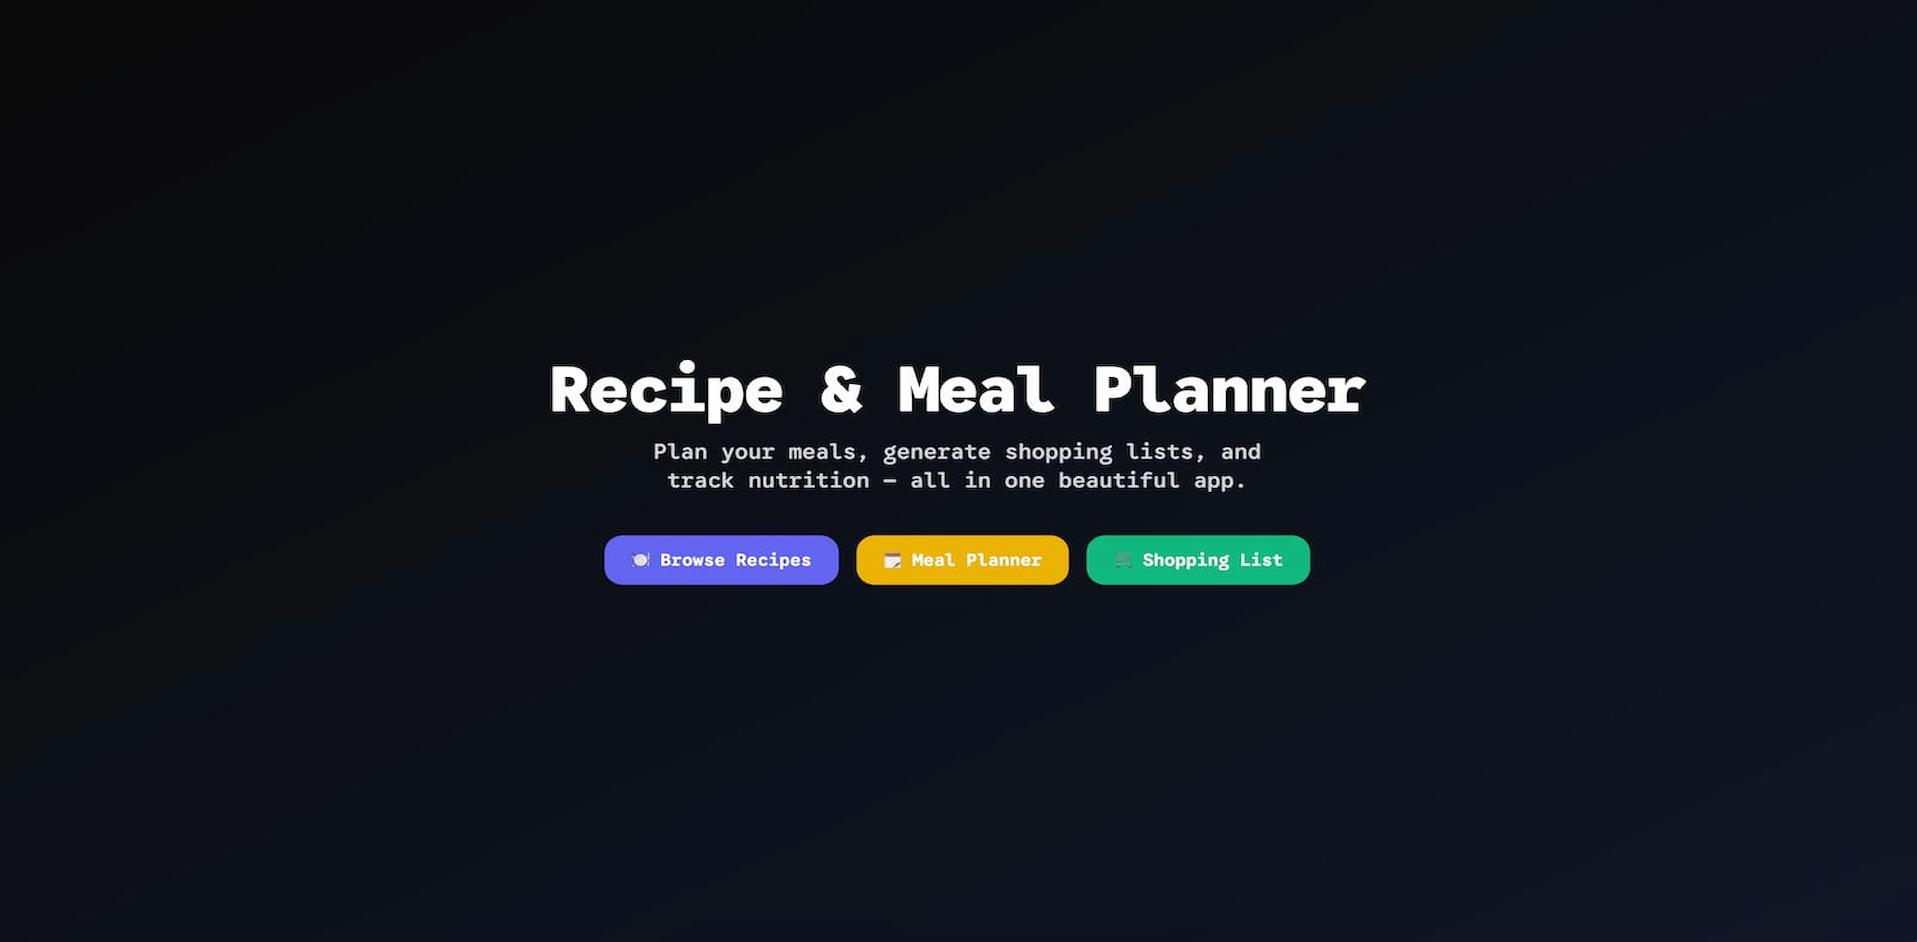 Recipe & Meal Planner
Plan your meals, generate shopping lists, and
track nutrition — all in one beautiful app.
Browse Recipes
Meal Planner
Shopping List